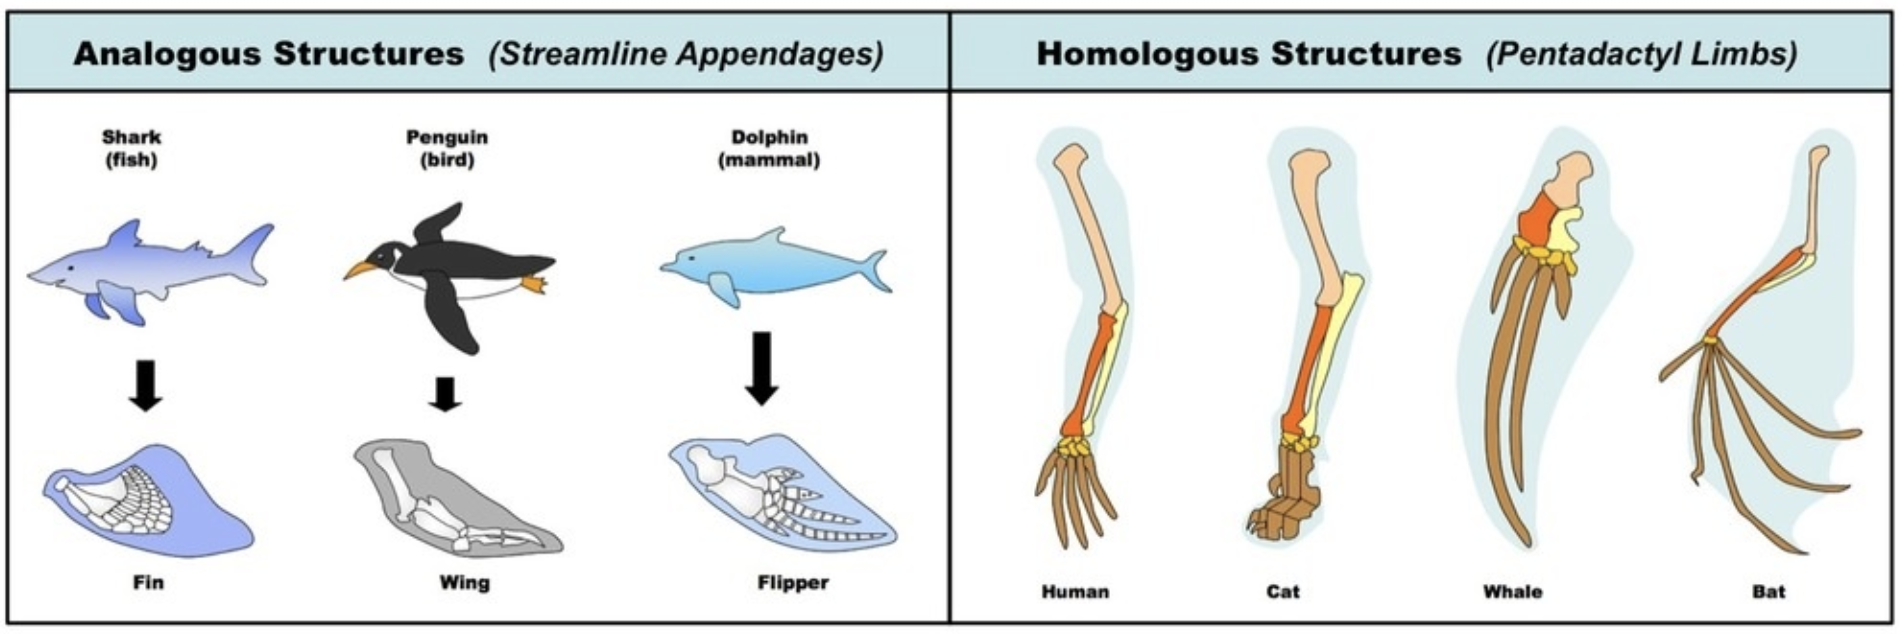 Analogous Structures (Streamline Appendages)
Shark
(fish)
Penguin
(bird)
Dolphin
(mammal)
Fin
Wing
Flipper
Homologous Structures (Pentadactyl Limbs)
Human
Cat
Whale
Bat